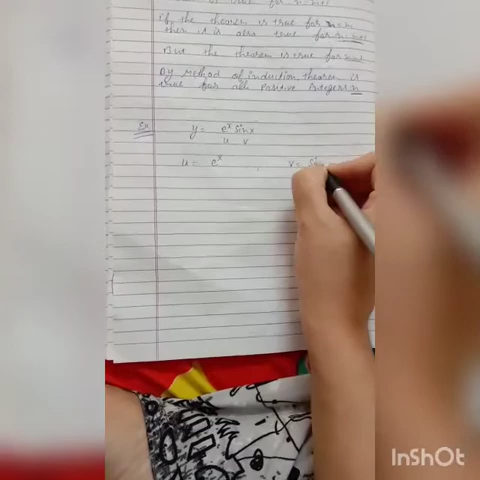 If the theorem is true for n=m
then it is also true for n=m+1
But the theorem is true for n=1
By method of induction theorem is
true for all Positive integers n
Ex y = e^x sin x
u v
u = e^x v = sin
InShOt